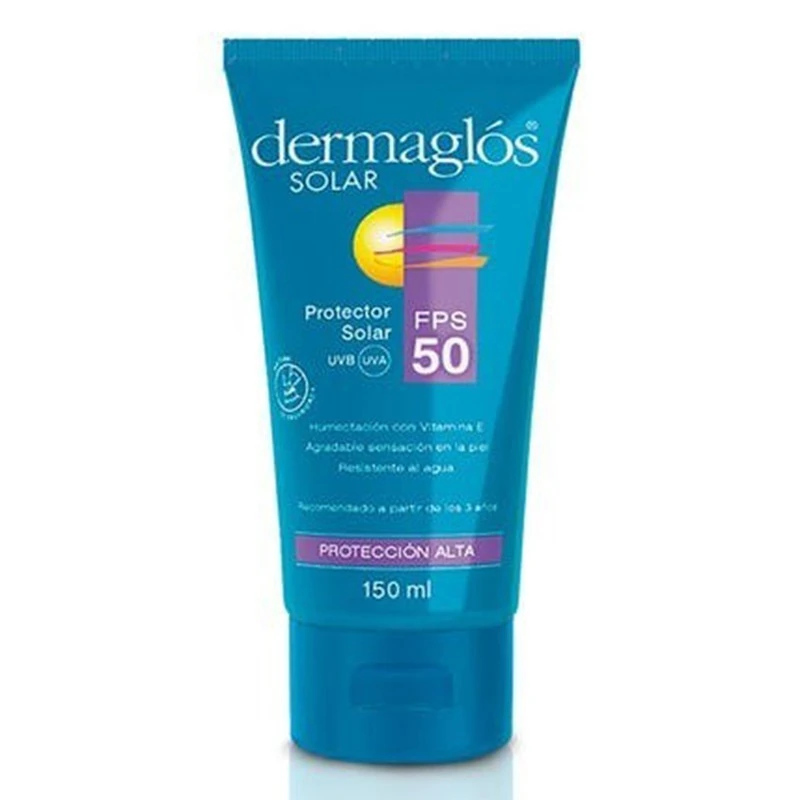 dermaglós®
SOLAR
Protector
Solar
UVB UVA
FPS
50
Humectación con Vitamina E
Agradable sensación en la piel
Resistente al agua
Recomendado a partir de los 3 años
PROTECCIÓN ALTA
150 ml